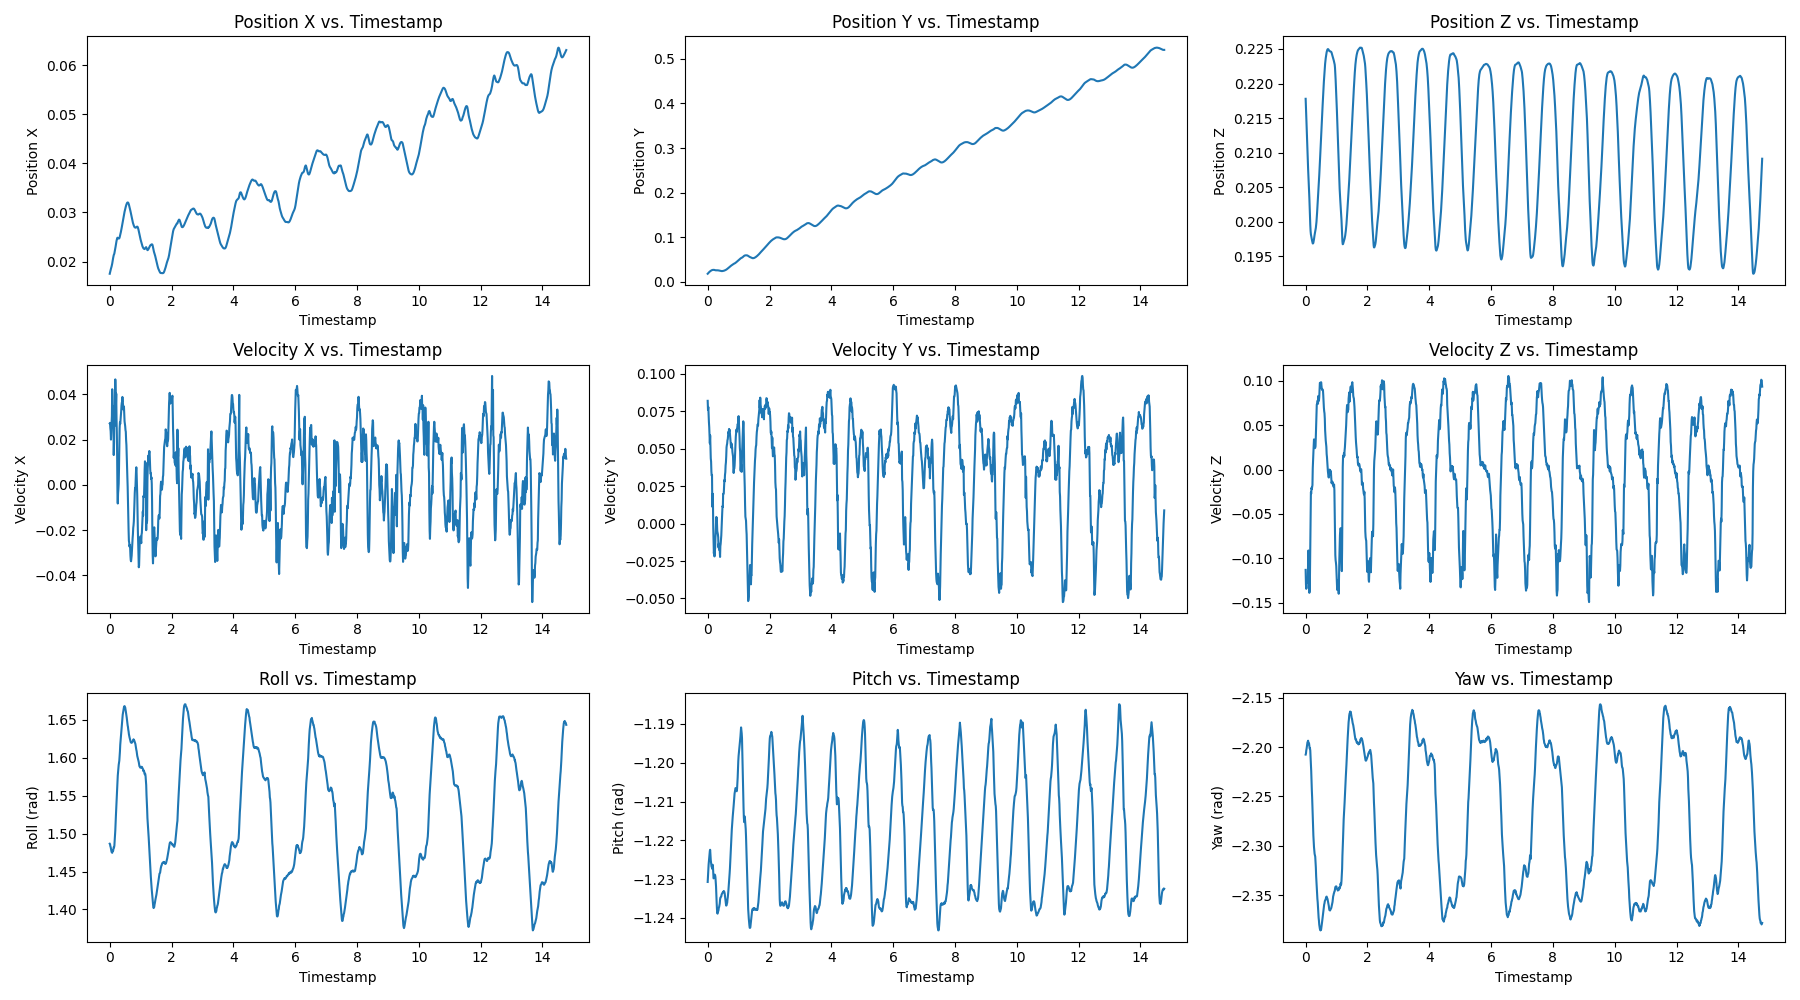 Position X vs. Timestamp
Position X
0.06
0.05
0.04
0.03
0.02
0 2 4 6 8 10 12 14
Timestamp
Position Y vs. Timestamp
Position Y
0.5
0.4
0.3
0.2
0.1
0.0
0 2 4 6 8 10 12 14
Timestamp
Position Z vs. Timestamp
Position Z
0.225
0.220
0.215
0.210
0.205
0.200
0.195
0 2 4 6 8 10 12 14
Timestamp
Velocity X vs. Timestamp
Velocity X
0.04
0.02
0.00
−0.02
−0.04
0 2 4 6 8 10 12 14
Timestamp
Velocity Y vs. Timestamp
Velocity Y
0.100
0.075
0.050
0.025
0.000
−0.025
−0.050
0 2 4 6 8 10 12 14
Timestamp
Velocity Z vs. Timestamp
Velocity Z
0.10
0.05
0.00
−0.05
−0.10
−0.15
0 2 4 6 8 10 12 14
Timestamp
Roll vs. Timestamp
Roll (rad)
1.65
1.60
1.55
1.50
1.45
1.40
0 2 4 6 8 10 12 14
Timestamp
Pitch vs. Timestamp
Pitch (rad)
−1.19
−1.20
−1.21
−1.22
−1.23
−1.24
0 2 4 6 8 10 12 14
Timestamp
Yaw vs. Timestamp
Yaw (rad)
−2.15
−2.20
−2.25
−2.30
−2.35
0 2 4 6 8 10 12 14
Timestamp